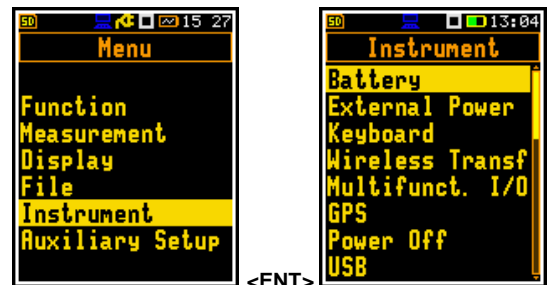 SD 15 27
Menu
Function
Measurement
Display
File
Instrument
Auxiliary Setup
<ENT>
SD 13:04
Instrument
Battery
External Power
Keyboard
Wireless Transf
Multifunct. I/O
GPS
Power Off
USB